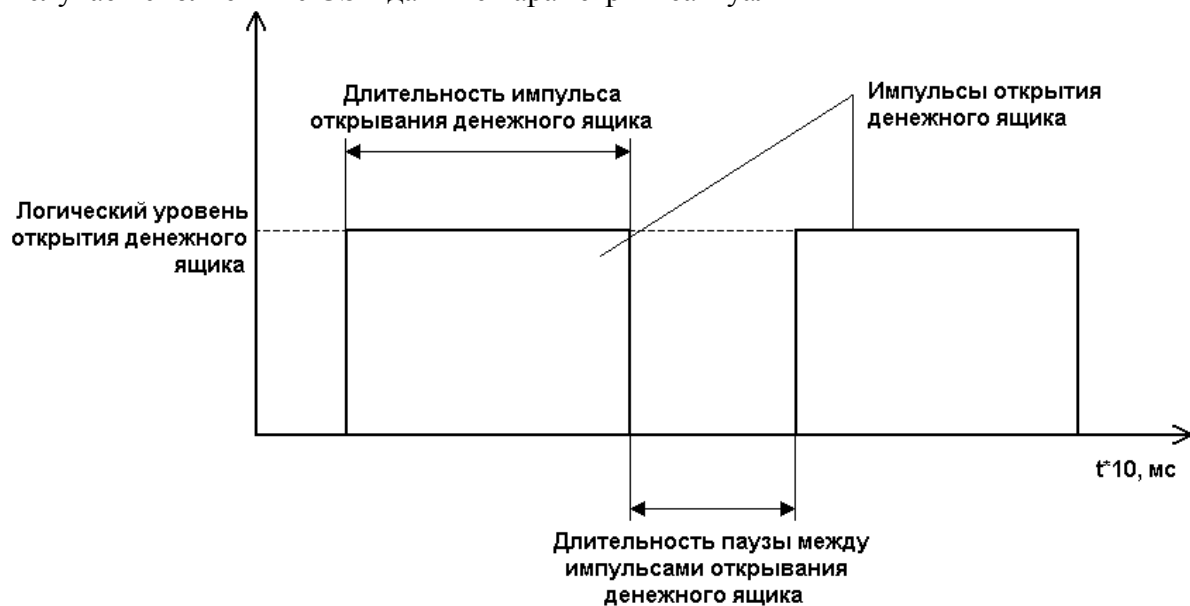 Длительность импульса
открывания денежного ящика
Импульсы открытия
денежного ящика
Логический уровень
открытия денежного
ящика
t*10, мс
Длительность паузы между
импульсами открывания
денежного ящика